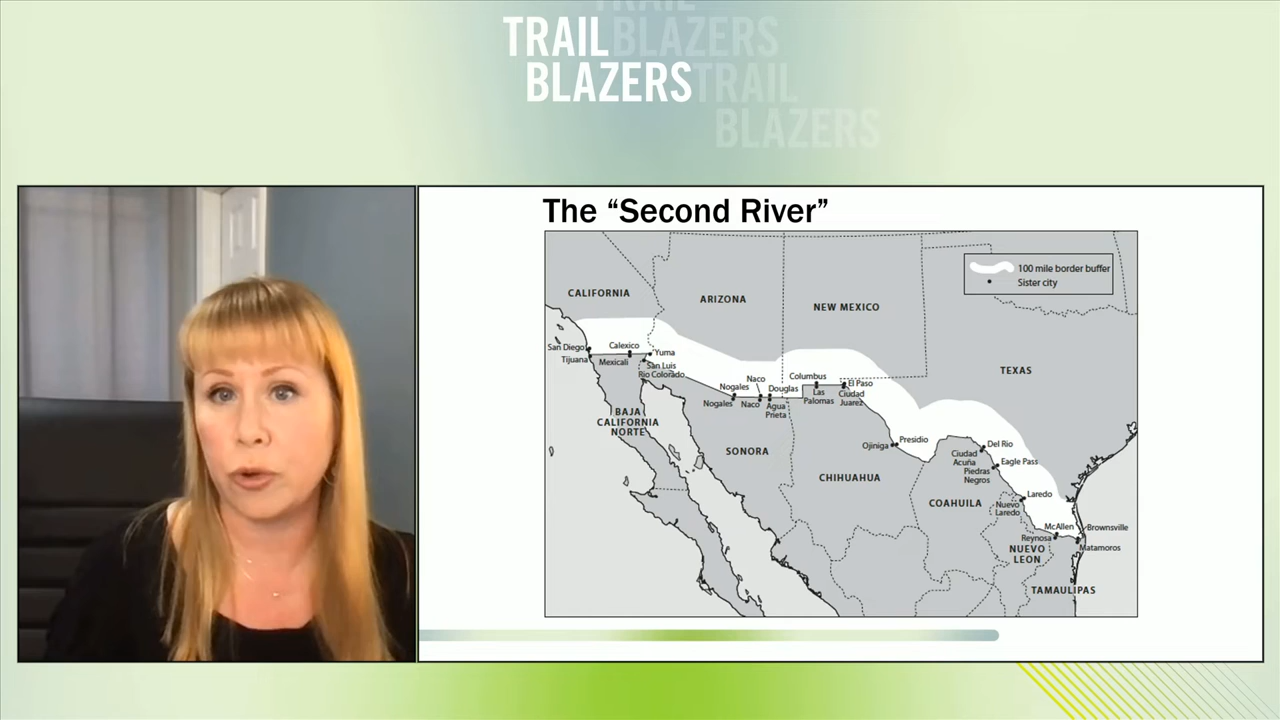 TRAIL
TRAIL BLAZERS
BLAZERS TRAIL
BLAZERS
The “Second River”
100 mile border buffer
Sister city
CALIFORNIA
ARIZONA
NEW MEXICO
TEXAS
San Diego
Tijuana
Calexico
Mexicali
Yuma
San Luis
Rio Colorado
Nogales
Nogales
Naco
Naco
Douglas
Agua
Prieta
Columbus
Las
Palomas
El Paso
Ciudad
Juarez
BAJA
CALIFORNIA
NORTE
SONORA
CHIHUAHUA
Ojiniga
Presidio
Del Rio
Ciudad
Acuña
Eagle Pass
Piedras
Negros
COAHUILA
Laredo
Nuevo
Laredo
McAllen
Reynosa
Brownsville
Matamoros
NUEVO
LEON
TAMAULIPAS